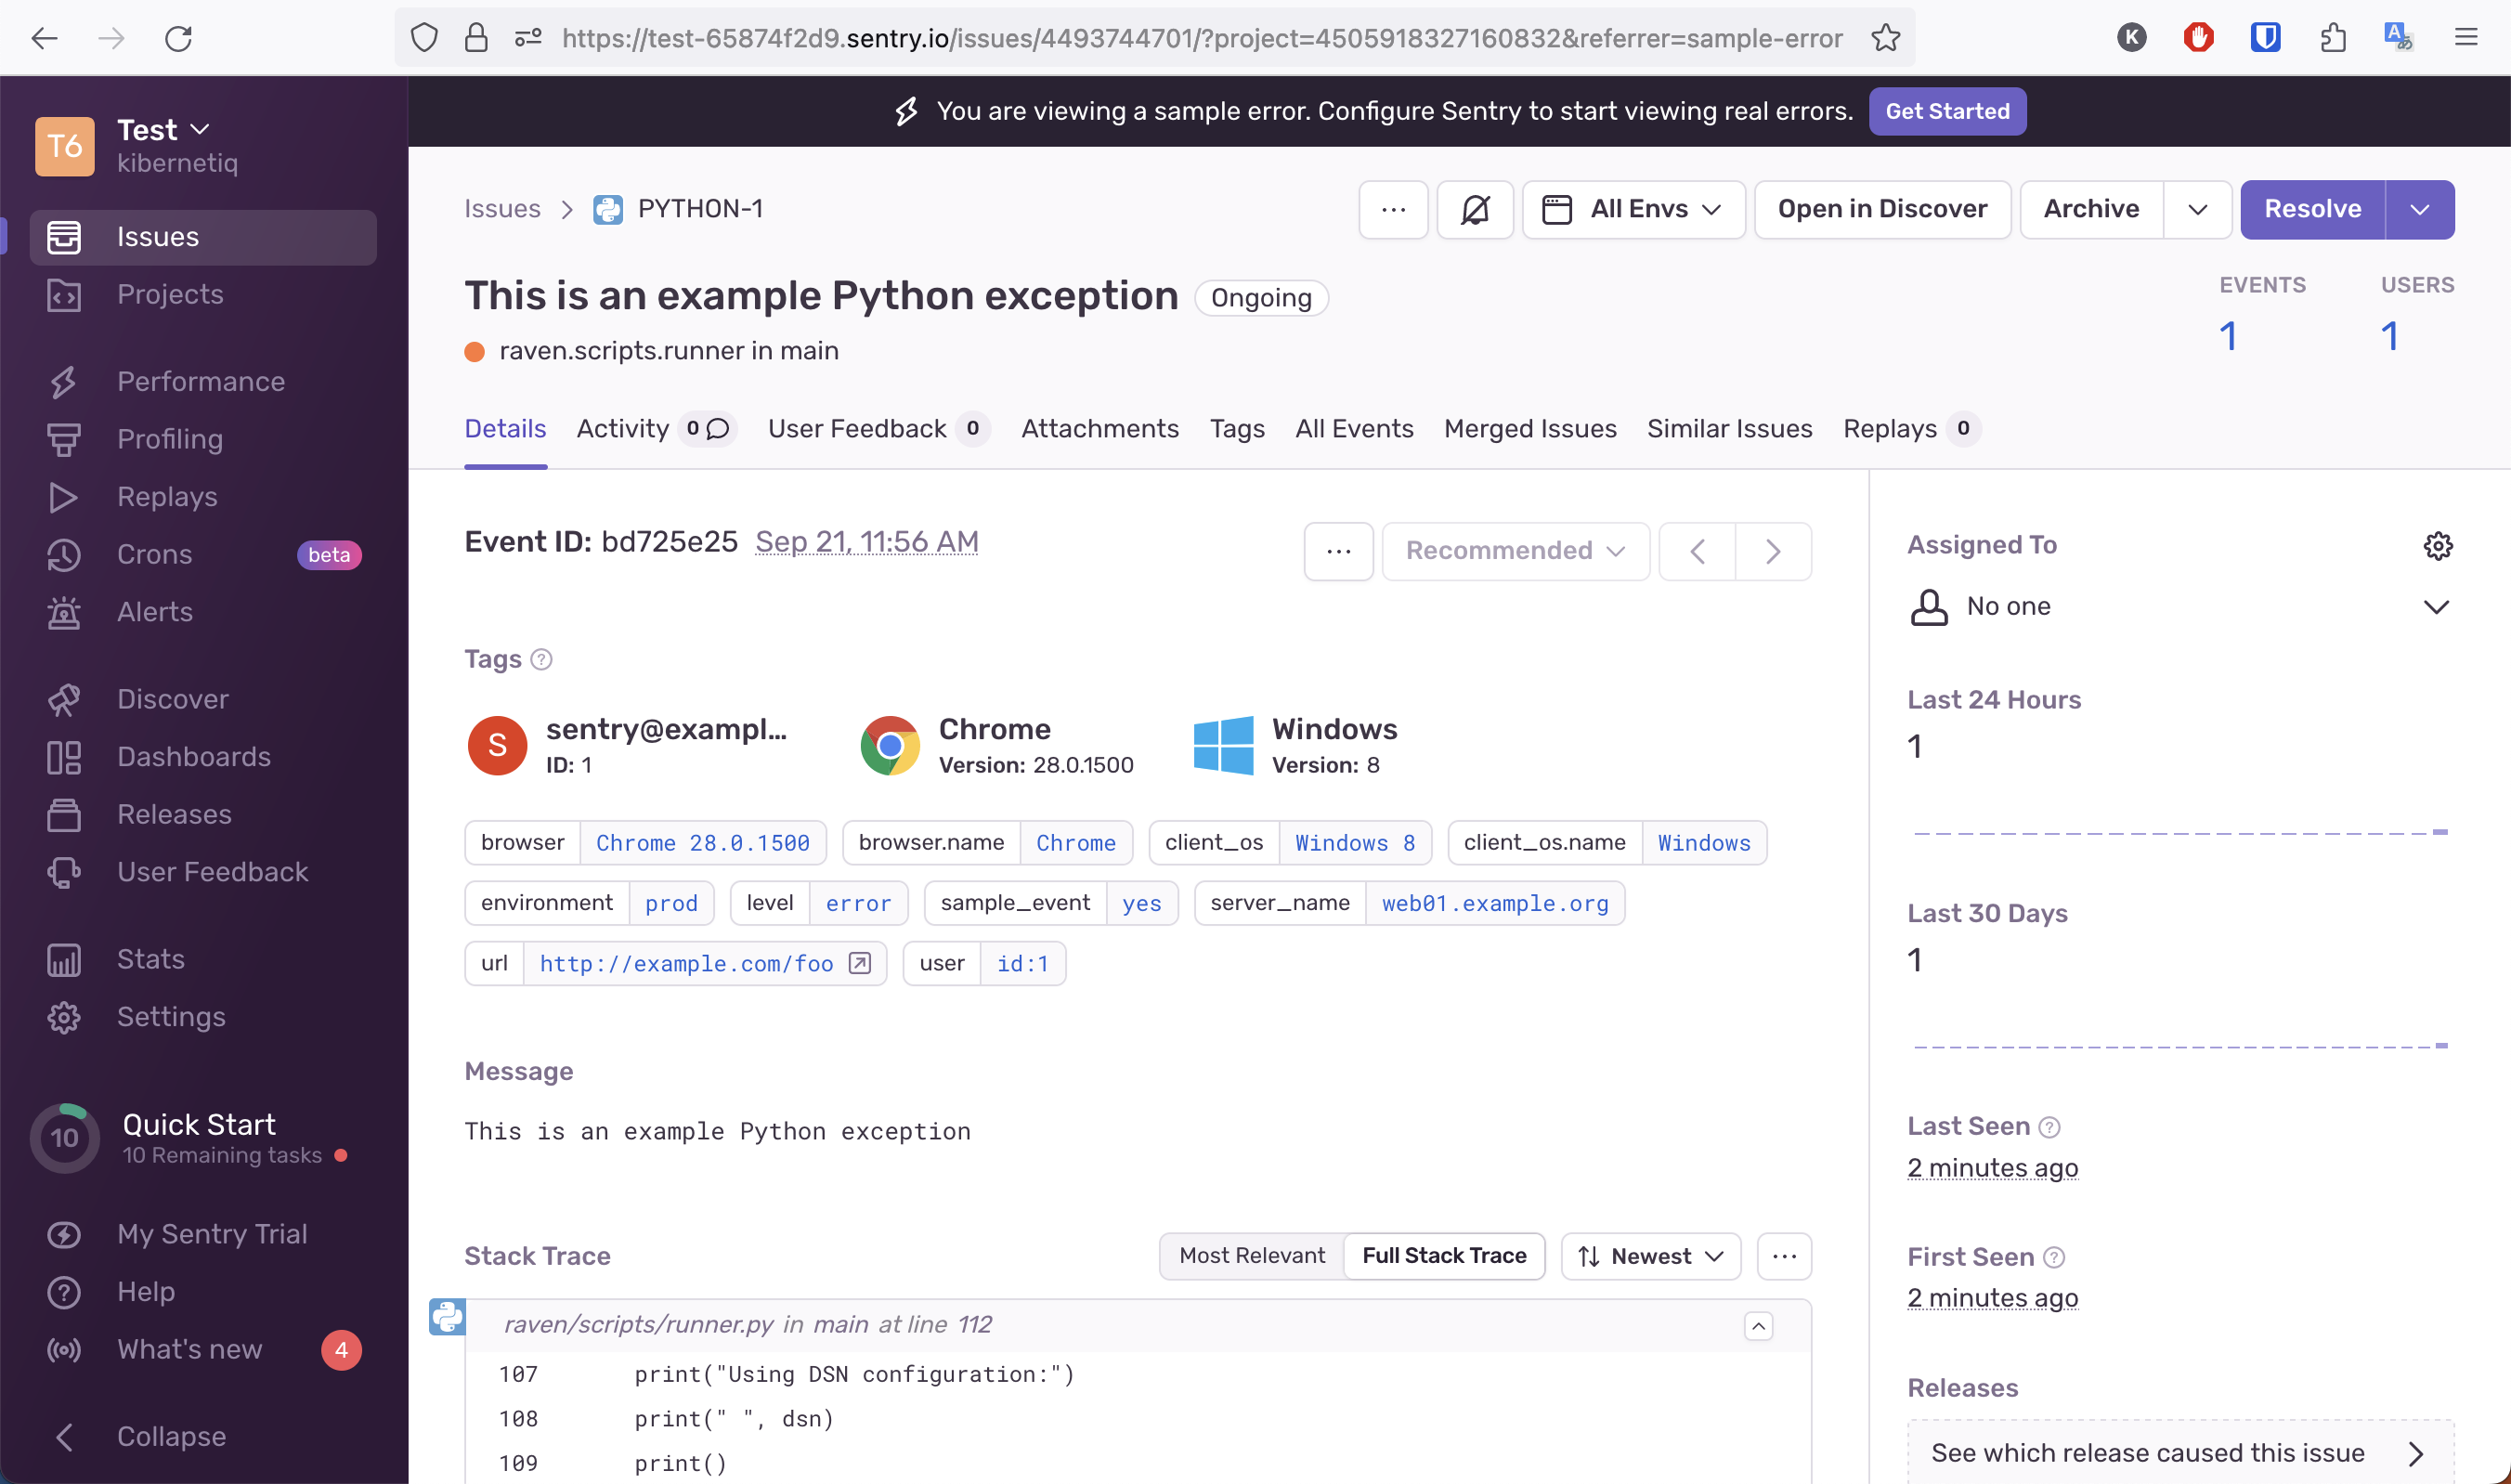 https://test-65874f2d9.sentry.io/issues/4493744701/?project=4505918327160832&referrer=sample-error
K
You are viewing a sample error. Configure Sentry to start viewing real errors. Get Started
T6
Test
kibernetiq
Issues
Projects
Performance
Profiling
Replays
Crons beta
Alerts
Discover
Dashboards
Releases
User Feedback
Stats
Settings
10
Quick Start
10 Remaining tasks
My Sentry Trial
Help
What's new 4
Collapse
Issues > PYTHON-1
... All Envs Open in Discover Archive Resolve
This is an example Python exception Ongoing
EVENTS USERS
1 1
raven.scripts.runner in main
Details Activity 0 User Feedback 0 Attachments Tags All Events Merged Issues Similar Issues Replays 0
Event ID: bd725e25 Sep 21, 11:56 AM
... Recommended
Tags ?
S
sentry@exampl...
ID: 1
Chrome
Version: 28.0.1500
Windows
Version: 8
browser Chrome 28.0.1500 browser.name Chrome client_os Windows 8 client_os.name Windows
environment prod level error sample_event yes server_name web01.example.org
url http://example.com/foo user id:1
Message
This is an example Python exception
Stack Trace
Most Relevant Full Stack Trace Newest ...
raven/scripts/runner.py in main at line 112
107 print("Using DSN configuration:")
108 print(" ", dsn)
109 print()
Assigned To
No one
Last 24 Hours
1
Last 30 Days
1
Last Seen ?
2 minutes ago
First Seen ?
2 minutes ago
Releases
See which release caused this issue